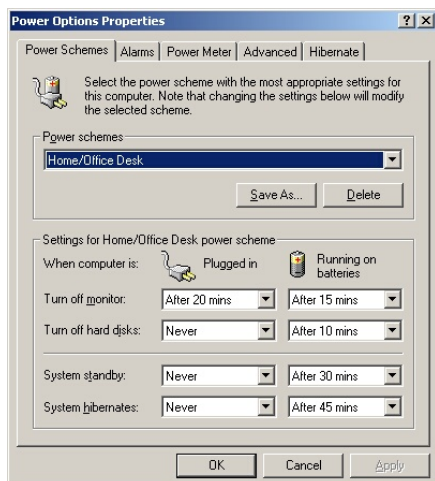 Power Options Properties
Power Schemes Alarms Power Meter Advanced Hibernate
Select the power scheme with the most appropriate settings for
this computer. Note that changing the settings below will modify
the selected scheme.
Power schemes
Home/Office Desk
Save As... Delete
Settings for Home/Office Desk power scheme
When computer is: Plugged in Running on
batteries
Turn off monitor: After 20 mins After 15 mins
Turn off hard disks: Never After 10 mins
System standby: Never After 30 mins
System hibernates: Never After 45 mins
OK Cancel Apply